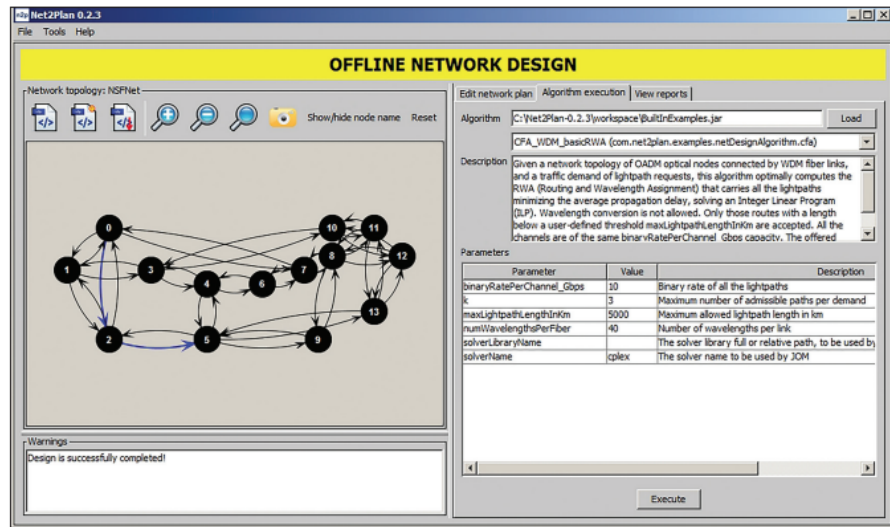 n2p Net2Plan 0.2.3
File Tools Help
OFFLINE NETWORK DESIGN
Network topology: NSFNet
Show/hide node name Reset
0
1
2
3
4
5
6
7
8
9
10
11
12
13
Warnings
Design is successfully completed!
Edit network plan Algorithm execution View reports
Algorithm C:\Net2Plan-0.2.3\workspace\BuiltInExamples.jar Load
CFA_WDM_basicRWA (com.net2plan.examples.netDesignAlgorithm.cfa)
Description Given a network topology of OADM optical nodes connected by WDM fiber links,
and a traffic demand of lightpath requests, this algorithm optimally computes the
RWA (Routing and Wavelength Assignment) that carries all the lightpaths
minimizing the average propagation delay, solving an Integer Linear Program
(ILP). Wavelength conversion is not allowed. Only those routes with a length
below a user-defined threshold maxLightpathLengthInKm are accepted. All the
channels are of the same binaryRatePerChannel_Gbps capacity. The offered
Parameters
Parameter Value Description
binaryRatePerChannel_Gbps 10 Binary rate of all the lightpaths
k 3 Maximum number of admissible paths per demand
maxLightpathLengthInKm 5000 Maximum allowed lightpath length in km
numWavelengthsPerFiber 40 Number of wavelengths per link
solverLibraryName The solver library full or relative path, to be used by
solverName cplex The solver name to be used by JOM
Execute